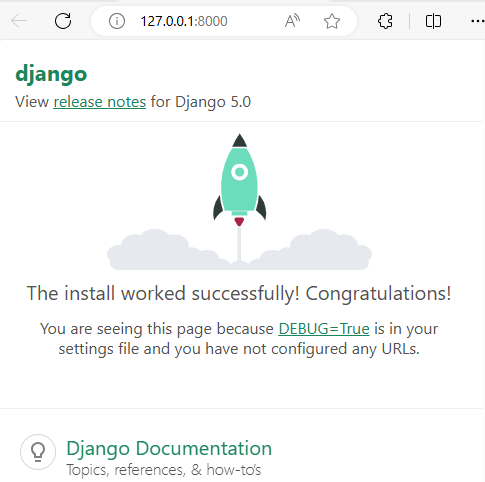 127.0.0.1:8000
django
View release notes for Django 5.0
The install worked successfully! Congratulations!
You are seeing this page because DEBUG=True is in your
settings file and you have not configured any URLs.
Django Documentation
Topics, references, & how-to's